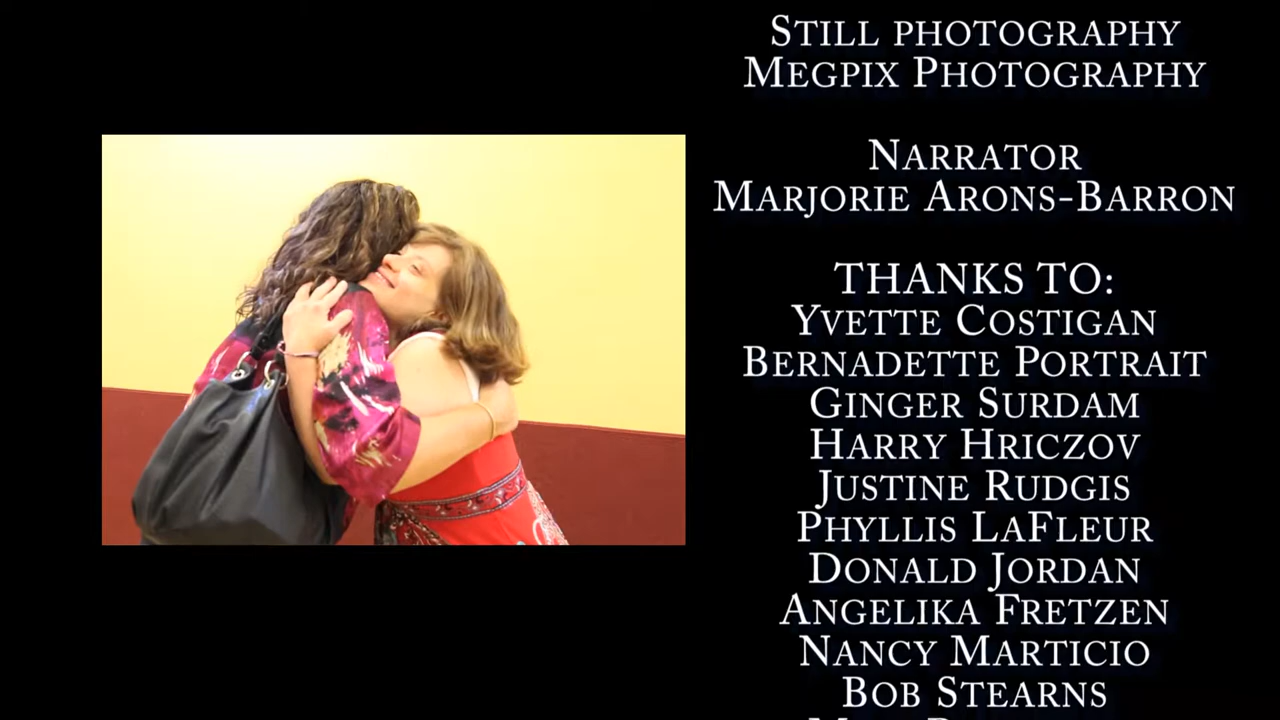 STILL PHOTOGRAPHY
MEGPIX PHOTOGRAPHY
NARRATOR
MARJORIE ARONS-BARRON
THANKS TO:
YVETTE COSTIGAN
BERNADETTE PORTRAIT
GINGER SURDAM
HARRY HRICZOV
JUSTINE RUDGIS
PHYLLIS LAFLEUR
DONALD JORDAN
ANGELIKA FRETZEN
NANCY MARTICIO
BOB STEARNS